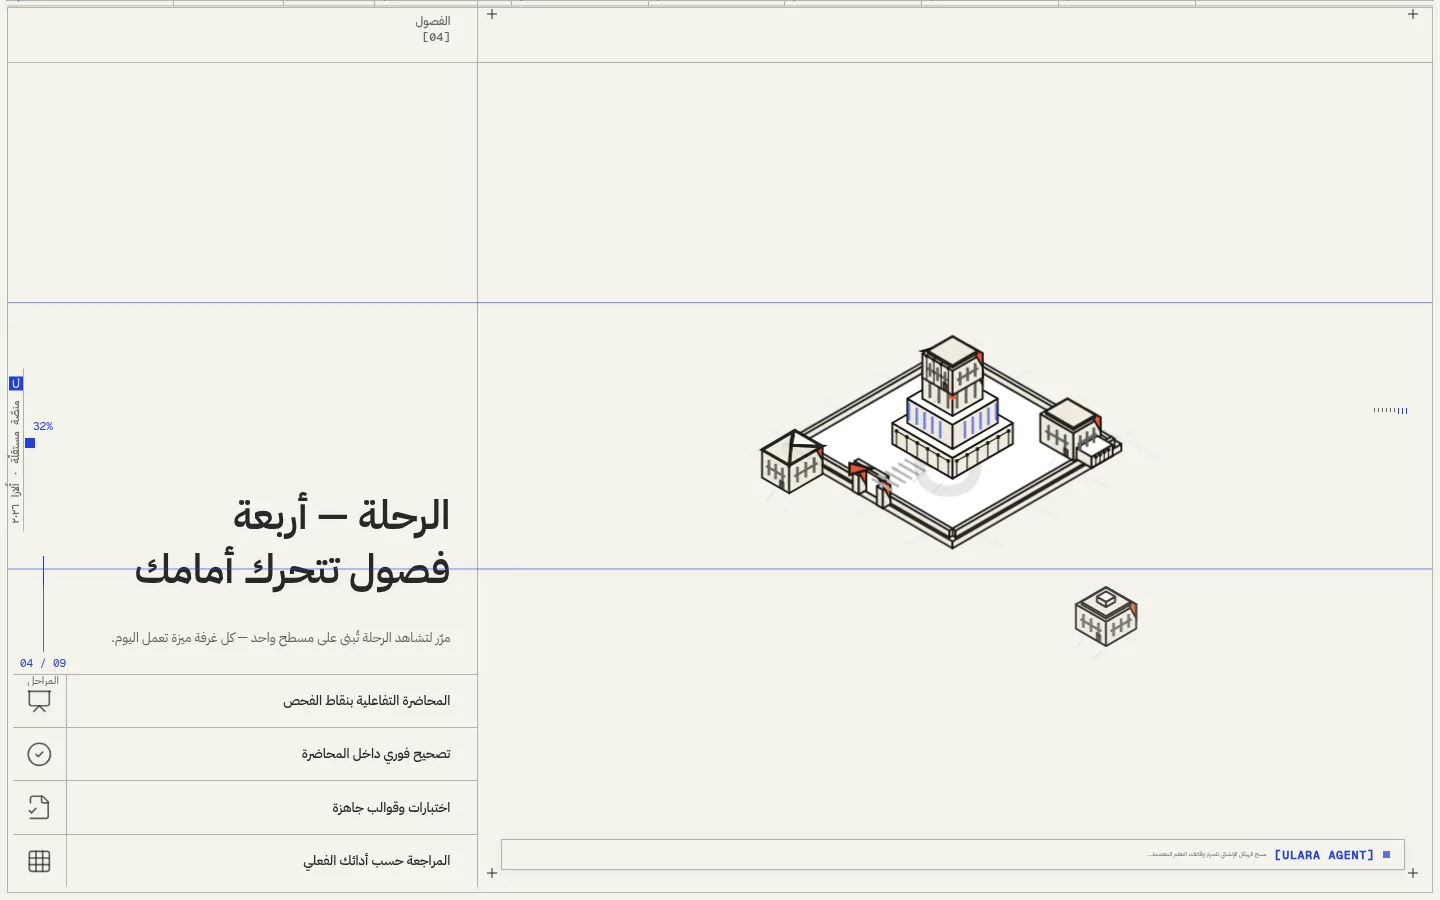 الفصول
[04]
32%
ل
منصّة مستقلّة · ألارا ٢٠٢٦
الرحلة — أربعة
فصول تتحرك أمامك
مرّر لتشاهد الرحلة تُبنى على مسطح واحد — كل غرفة ميزة تعمل اليوم.
04 / 09
المراحل
المحاضرة التفاعلية بنقاط الفحص
تصحيح فوري داخل المحاضرة
اختبارات وقوالب جاهزة
المراجعة حسب أدائك الفعلي
[ULARA AGENT]